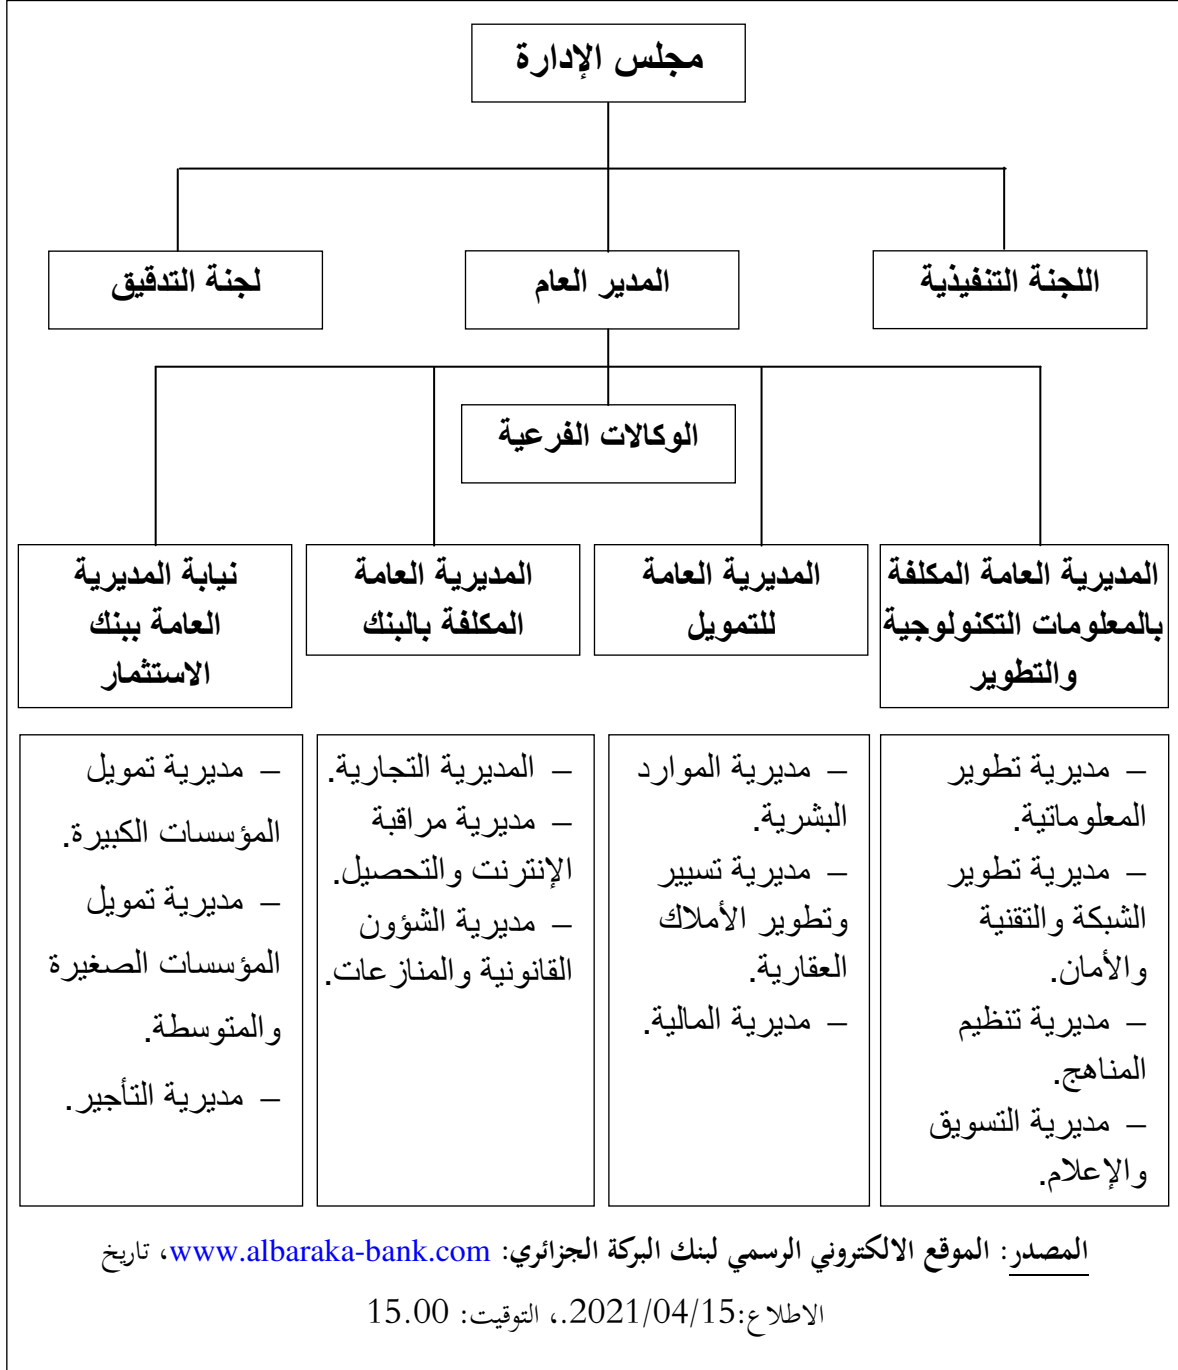 مجلس الإدارة
اللجنة التنفيذية
المدير العام
لجنة التدقيق
الوكالات الفرعية
المديرية العامة المكلفة
بالمعلومات التكنولوجية
والتطوير
المديرية العامة
للتمويل
المديرية العامة
المكلفة بالبنك
نيابة المديرية
العامة ببنك
الاستثمار
– مديرية تطوير
المعلوماتية.
– مديرية تطوير
الشبكة والتقنية
والأمان.
– مديرية تنظيم
المناهج.
– مديرية التسويق
والإعلام.
– مديرية الموارد
البشرية.
– مديرية تسيير
وتطوير الأملاك
العقارية.
– مديرية المالية.
– المديرية التجارية.
– مديرية مراقبة
الإنترنت والتحصيل.
– مديرية الشؤون
القانونية والمنازعات.
– مديرية تمويل
المؤسسات الكبيرة.
– مديرية تمويل
المؤسسات الصغيرة
والمتوسطة.
– مديرية التأجير.
المصدر: الموقع الالكتروني الرسمي لبنك البركة الجزائري: www.albaraka-bank.com، تاريخ
الاطلاع:2021/04/15.، التوقيت: 15.00